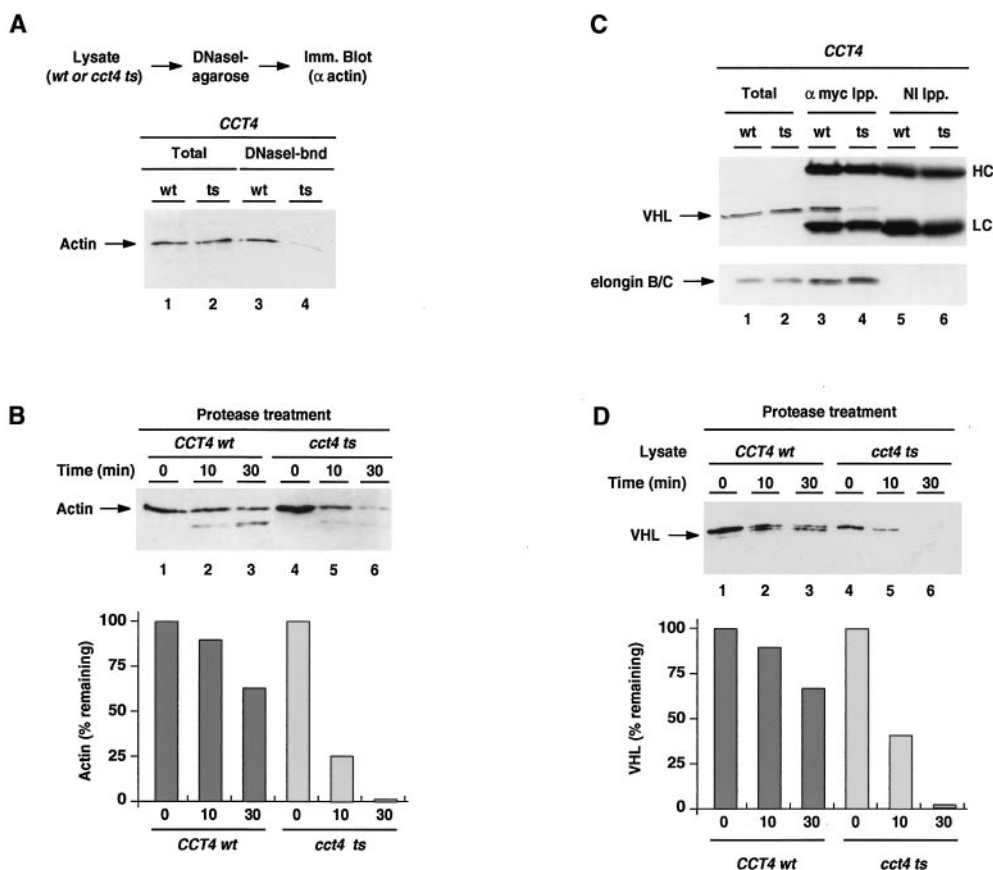 A
Lysate
(wt or cct4 ts)
DNaseI-
agarose
Imm. Blot
(α actin)
CCT4
Total DNaseI-bnd
wt ts wt ts
Actin
1 2 3 4
B
Protease treatment
CCT4 wt cct4 ts
Time (min) 0 10 30 0 10 30
Actin
1 2 3 4 5 6
Actin (% remaining)
100
75
50
25
0
0 10 30 0 10 30
CCT4 wt cct4 ts
C
CCT4
Total α myc Ipp. NI Ipp.
wt ts wt ts wt ts
HC
VHL
LC
elongin B/C
1 2 3 4 5 6
D
Protease treatment
Lysate CCT4 wt cct4 ts
Time (min) 0 10 30 0 10 30
VHL
1 2 3 4 5 6
VHL (% remaining)
100
75
50
25
0
0 10 30 0 10 30
CCT4 wt cct4 ts